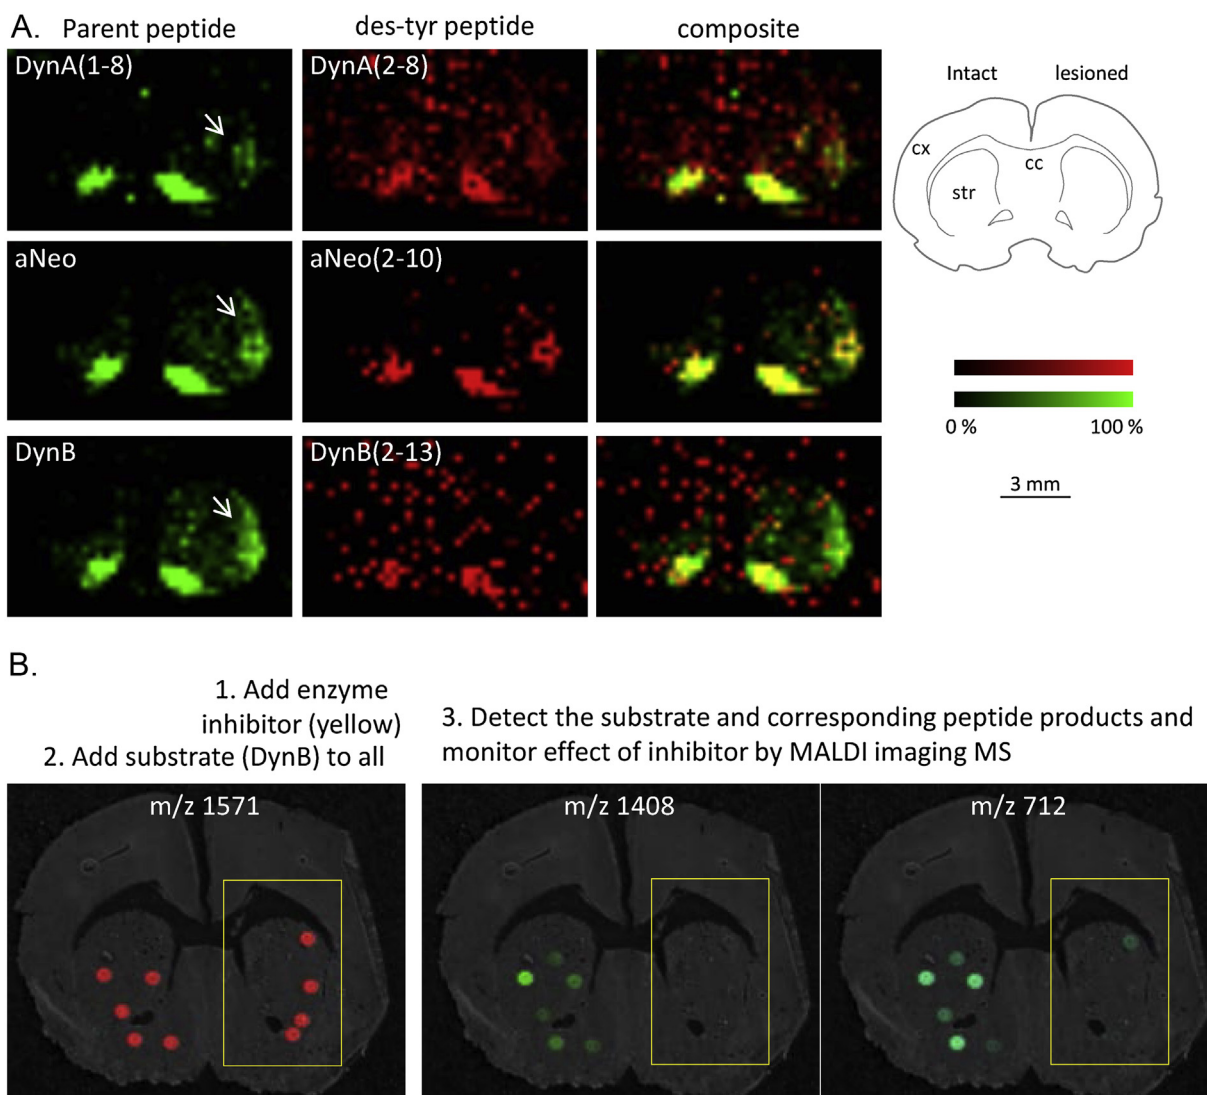 A.
Parent peptide
des-tyr peptide
composite
DynA(1-8)
DynA(2-8)
Intact
lesioned
cx
cc
str
aNeo
aNeo(2-10)
0 %
100 %
3 mm
DynB
DynB(2-13)
B.
1. Add enzyme
inhibitor (yellow)
2. Add substrate (DynB) to all
3. Detect the substrate and corresponding peptide products and
monitor effect of inhibitor by MALDI imaging MS
m/z 1571
m/z 1408
m/z 712